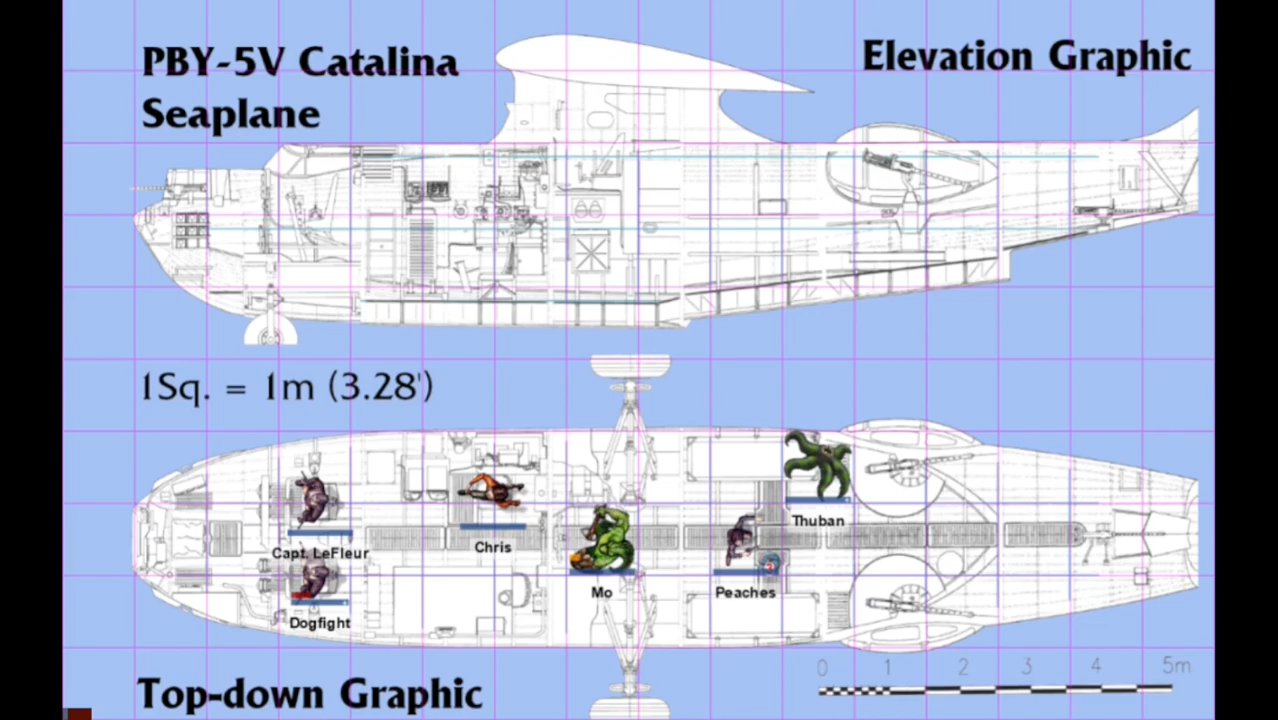 PBY-5V Catalina
Seaplane
Elevation Graphic
1Sq. = 1m (3.28')
Thuban
Capt. LeFleur
Chris
Mo
Peaches
Dogfight
0 1 2 3 4 5m
Top-down Graphic